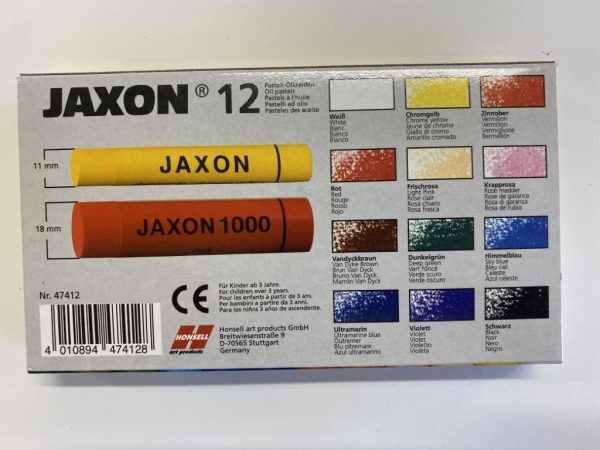 JAXON® 12
Pastell-Ölkreiden
Oil pastels
Pastels à l'huile
Pastelli ad olio
Pasteles des aceite
11 mm
JAXON
18 mm
JAXON 1000
red
Nr. 47412
4 010894 474128
CE
Für Kinder ab 3 Jahre.
For children over 3 years.
Pour les enfants à partir de 3 ans.
Per bambini a partire da 3 anni.
Para los niños 3 años de ascendente.
HONSELL
art products
Honsell art products GmbH
Breitwiesenstraße 9
D-70565 Stuttgart
Germany
Weiß
White
Blanc
Bianco
Blanco
Chromgelb
Chrome yellow
Jaune de chrome
Giallo di cromo
Amarillo cromado
Zinnober
Vermilion
Vermillon
Vermiglione
Bermellon
Rot
Red
Rouge
Rosso
Rojo
Frischrosa
Light Pink
Rose clair
Rosa chiaro
Rosa fresca
Krapprosa
Rose madder
Rose de garance
Rosa di garanza
Rosa de rubia
Vandyckbraun
Van Dyke Brown
Brun Van Dyck
Bruno Van Dyck
Marrón Van Dyck
Dunkelgrün
Deep green
Vert foncé
Verde scuro
Verde oscuro
Himmelblau
Sky blue
Bleu ciel
Celeste
Azul celeste
Ultramarin
Ultramarine blue
Outremer
Blu oltremare
Azul ultramarino
Violett
Violet
Violet
Violetto
Violeta
Schwarz
Black
Noir
Nero
Negro